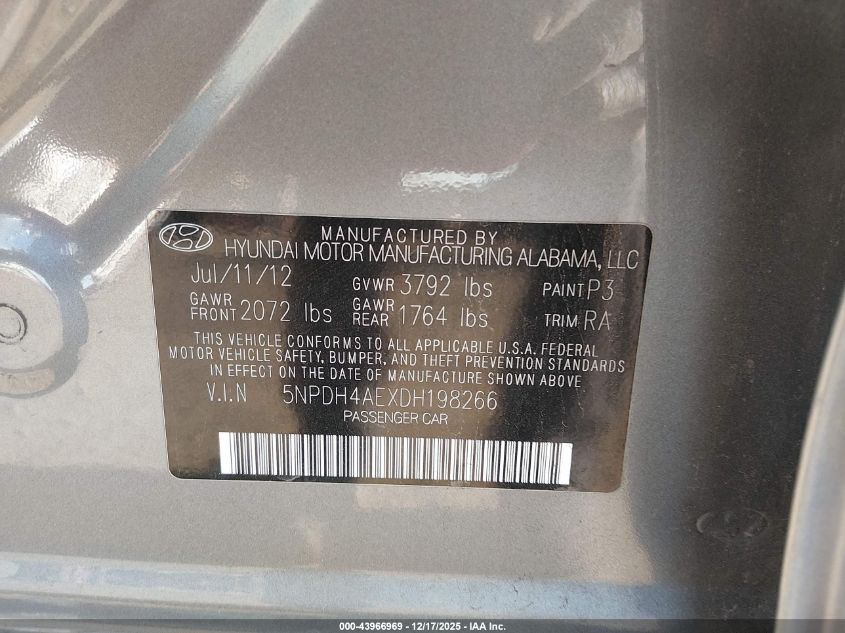 MANUFACTURED BY
HYUNDAI MOTOR MANUFACTURING ALABAMA, LLC
Jul/11/12 GVWR 3792 lbs PAINT P3
GAWR FRONT 2072 lbs GAWR REAR 1764 lbs TRIM RA
THIS VEHICLE CONFORMS TO ALL APPLICABLE U.S.A. FEDERAL
MOTOR VEHICLE SAFETY, BUMPER, AND THEFT PREVENTION STANDARDS
IN EFFECT ON THE DATE OF MANUFACTURE SHOWN ABOVE
V.I.N 5NPDH4AEXDH198266
PASSENGER CAR
000-43966969 - 12/17/2025 - IAA Inc.